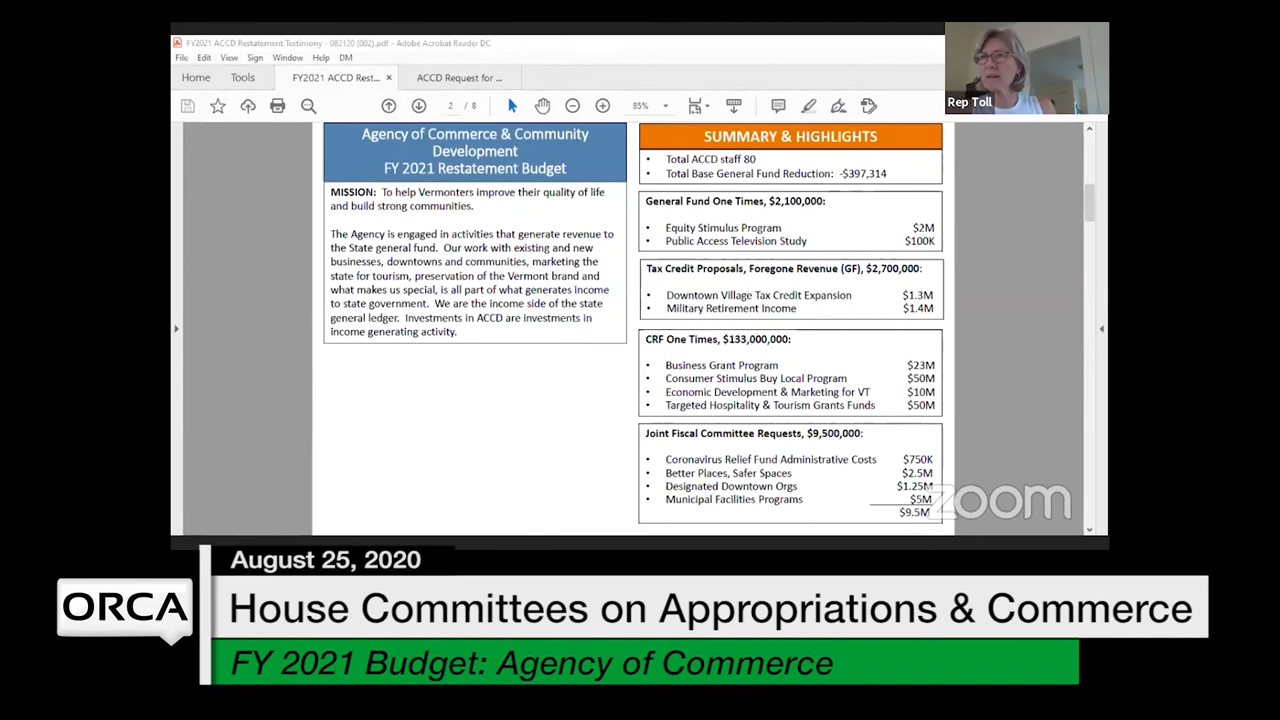 FY2021 ACCD Restatement Testimony - 082120 (002).pdf - Adobe Acrobat Reader DC
File Edit View Sign Window Help DM
Home Tools FY2021 ACCD Rest... × ACCD Request for ...
2 / 8 85%
Rep Toll
Agency of Commerce & Community
Development
FY 2021 Restatement Budget
MISSION: To help Vermonters improve their quality of life
and build strong communities.
The Agency is engaged in activities that generate revenue to
the State general fund. Our work with existing and new
businesses, downtowns and communities, marketing the
state for tourism, preservation of the Vermont brand and
what makes us special, is all part of what generates income
to state government. We are the income side of the state
general ledger. Investments in ACCD are investments in
income generating activity.
SUMMARY & HIGHLIGHTS
• Total ACCD staff 80
• Total Base General Fund Reduction: -$397,314
General Fund One Times, $2,100,000:
• Equity Stimulus Program $2M
• Public Access Television Study $100K
Tax Credit Proposals, Foregone Revenue (GF), $2,700,000:
• Downtown Village Tax Credit Expansion $1.3M
• Military Retirement Income $1.4M
CRF One Times, $133,000,000:
• Business Grant Program $23M
• Consumer Stimulus Buy Local Program $50M
• Economic Development & Marketing for VT $10M
• Targeted Hospitality & Tourism Grants Funds $50M
Joint Fiscal Committee Requests, $9,500,000:
• Coronavirus Relief Fund Administrative Costs $750K
• Better Places, Safer Spaces $2.5M
• Designated Downtown Orgs $1.25M
• Municipal Facilities Programs $5M
$9.5M
zoom
August 25, 2020
ORCA
House Committees on Appropriations & Commerce
FY 2021 Budget: Agency of Commerce